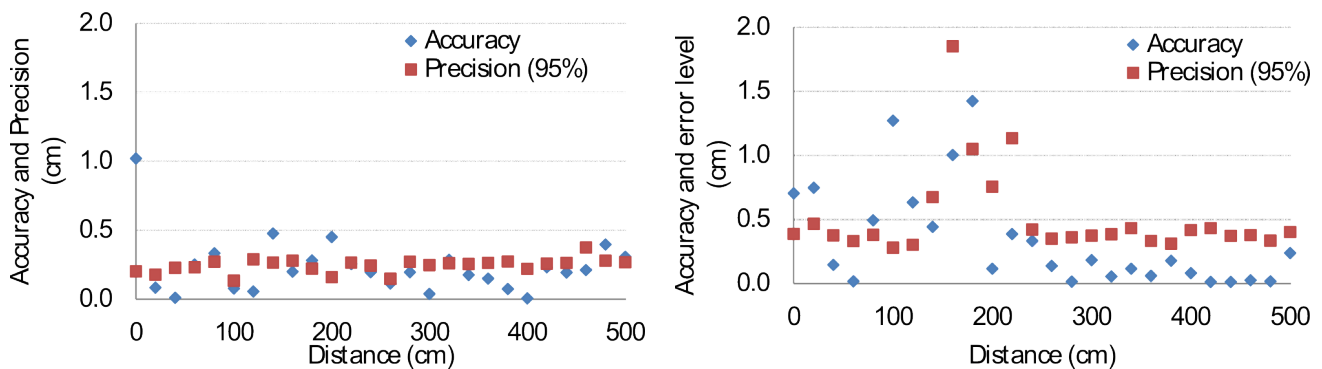 Accuracy and Precision
(cm)
2.0
1.5
1.0
0.5
0.0
Accuracy
Precision (95%)
0 100 200 300 400 500
Distance (cm)
Accuracy and error level
(cm)
2.0
1.5
1.0
0.5
0.0
Accuracy
Precision (95%)
0 100 200 300 400 500
Distance (cm)